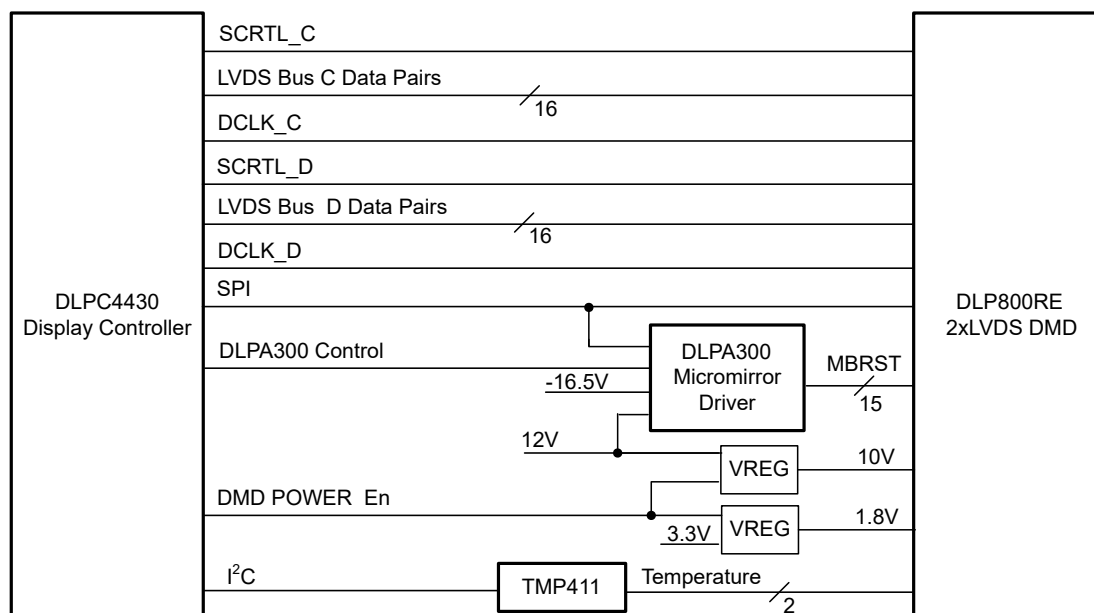 SCRTL_C
LVDS Bus C Data Pairs
16
DCLK_C
SCRTL_D
LVDS Bus  D Data Pairs
16
DCLK_D
SPI
DLPC4430
Display Controller
DLP800RE
2xLVDS DMD
DLPA300 Control
DLPA300
Micromirror
Driver
MBRST
15
-16.5V
12V
VREG
10V
DMD POWER  En
3.3V
VREG
1.8V
I²C
TMP411
Temperature
2